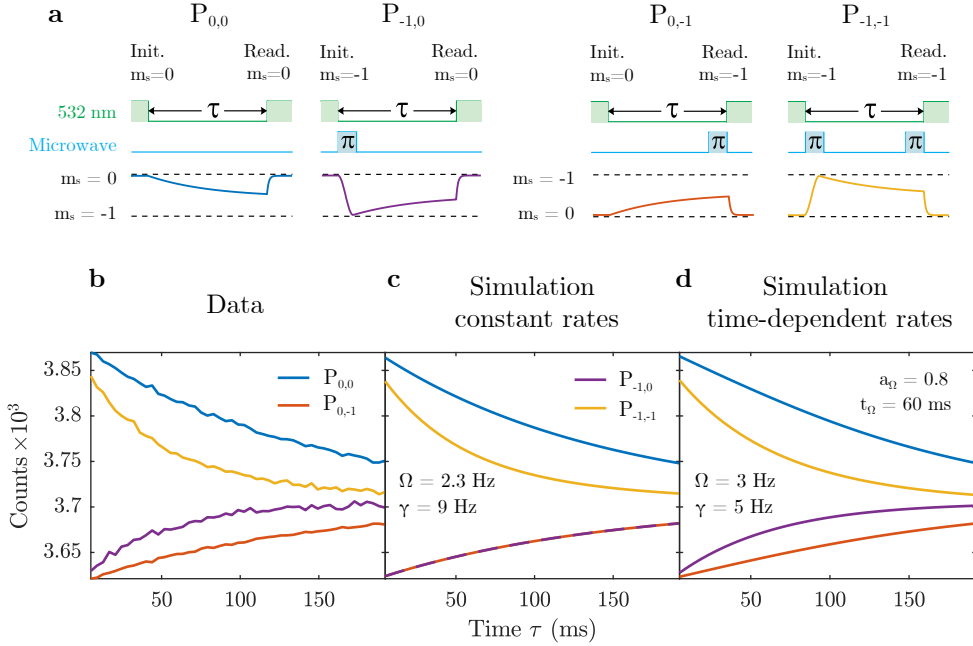 a
P₀,₀
P₋₁,₀
P₀,₋₁
P₋₁,₋₁
Init. Read.
mₛ=0 mₛ=0
Init. Read.
mₛ=-1 mₛ=0
Init. Read.
mₛ=0 mₛ=-1
Init. Read.
mₛ=-1 mₛ=-1
532 nm
τ
τ
τ
τ
Microwave
π
π
π
π
mₛ = 0
mₛ = -1
-1
mₛ = 0
b
Data
c
Simulation
constant rates
d
Simulation
time-dependent rates
Counts ×10³
3.85
3.8
3.75
3.7
3.65
P₀,₀
P₀,₋₁
P₋₁,₀
P₋₁,₋₁
Ω = 2.3 Hz
γ = 9 Hz
a_Ω = 0.8
t_Ω = 60 ms
Ω = 3 Hz
γ = 5 Hz
50 100 150
50 100 150
50 100 150
Time τ (ms)